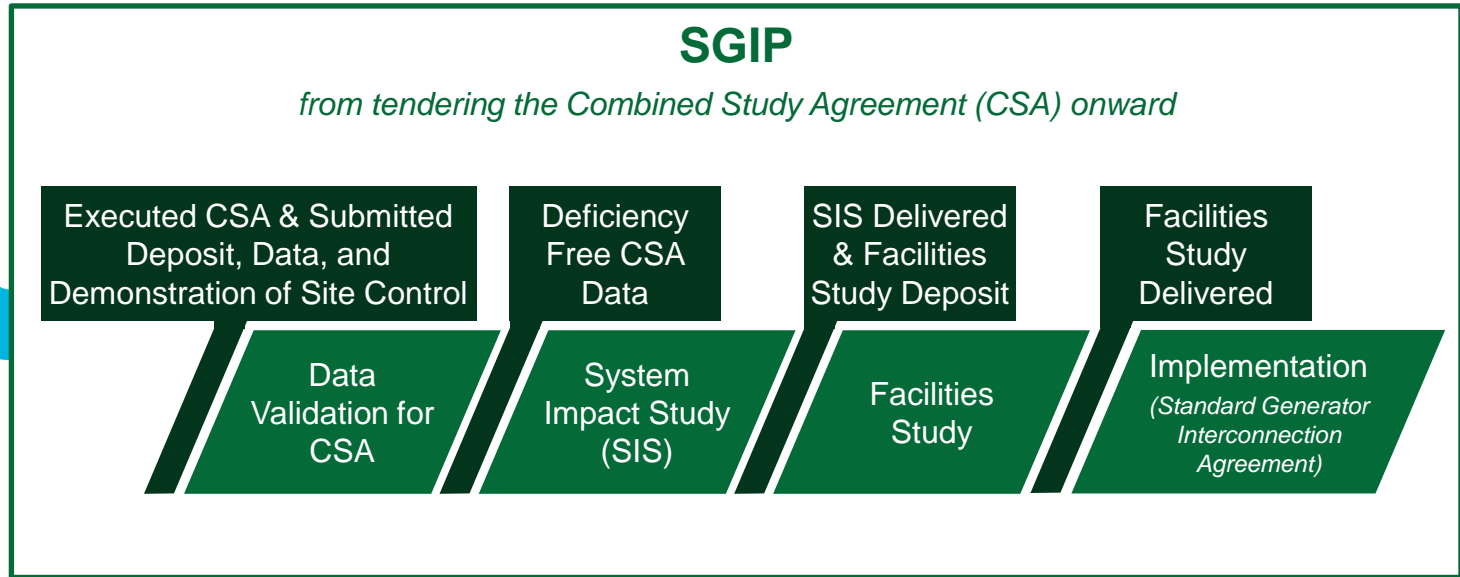 SGIP
from tendering the Combined Study Agreement (CSA) onward
Executed CSA & Submitted
Deposit, Data, and
Demonstration of Site Control
Deficiency
Free CSA
Data
SIS Delivered
& Facilities
Study Deposit
Facilities
Study
Delivered
Data
Validation for
CSA
System
Impact Study
(SIS)
Facilities
Study
Implementation
(Standard Generator
Interconnection
Agreement)